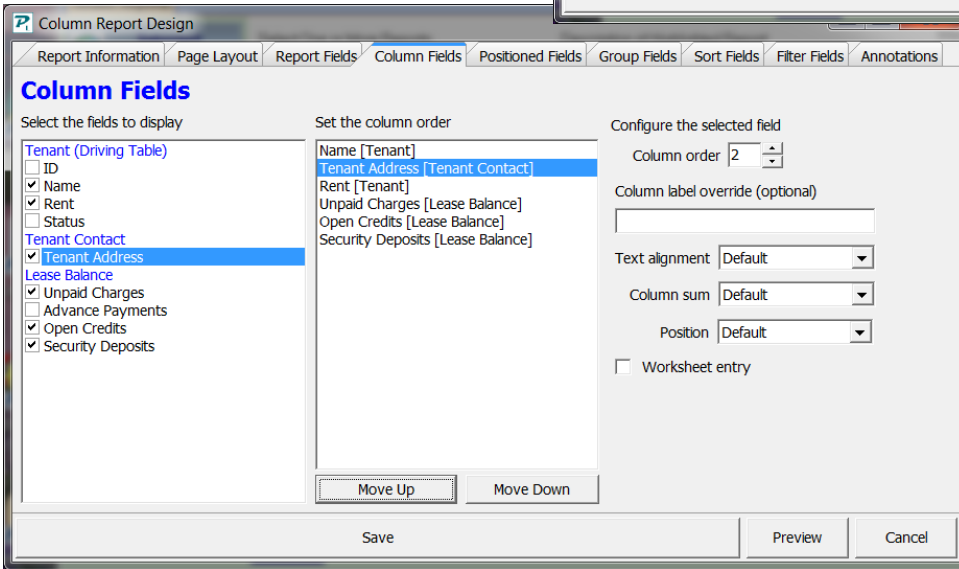 Column Report Design
Report Information Page Layout Report Fields Column Fields Positioned Fields Group Fields Sort Fields Filter Fields Annotations
Column Fields
Select the fields to display
Tenant (Driving Table)
ID
Name
Rent
Status
Tenant Contact
Tenant Address
Lease Balance
Unpaid Charges
Advance Payments
Open Credits
Security Deposits
Set the column order
Name [Tenant]
Tenant Address [Tenant Contact]
Rent [Tenant]
Unpaid Charges [Lease Balance]
Open Credits [Lease Balance]
Security Deposits [Lease Balance]
Move Up Move Down
Configure the selected field
Column order 2
Column label override (optional)
Text alignment Default
Column sum Default
Position Default
Worksheet entry
Save Preview Cancel